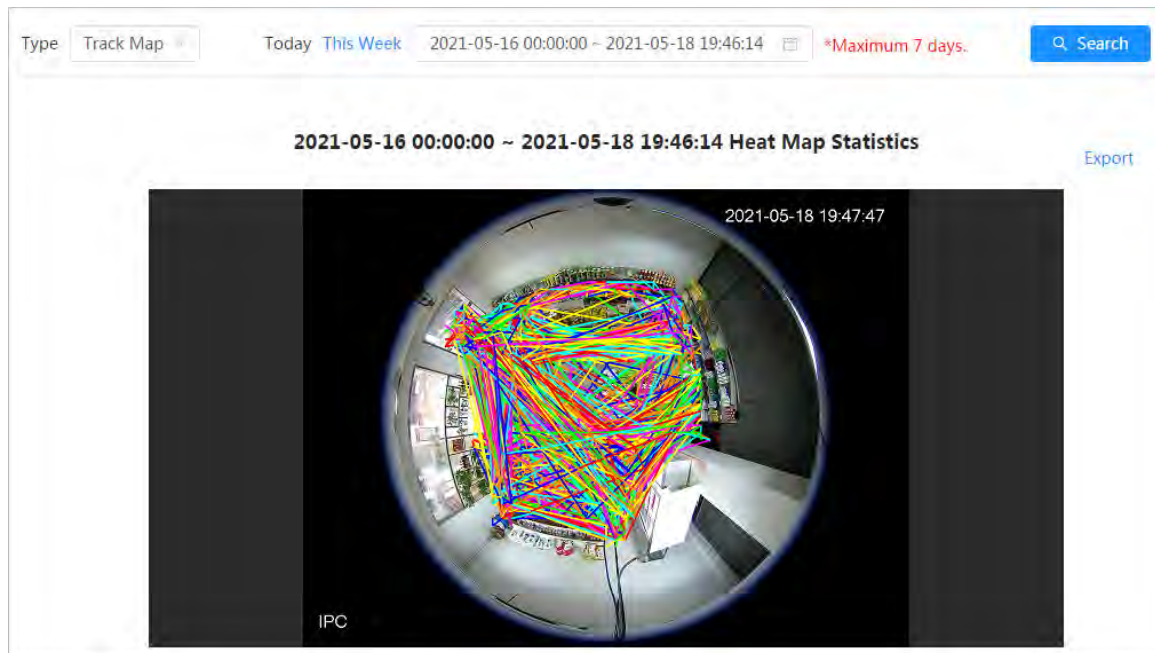 Type Track Map Today This Week 2021-05-16 00:00:00 ~ 2021-05-18 19:46:14 *Maximum 7 days. Search
2021-05-16 00:00:00 ~ 2021-05-18 19:46:14 Heat Map Statistics
Export
2021-05-18 19:47:47
IPC